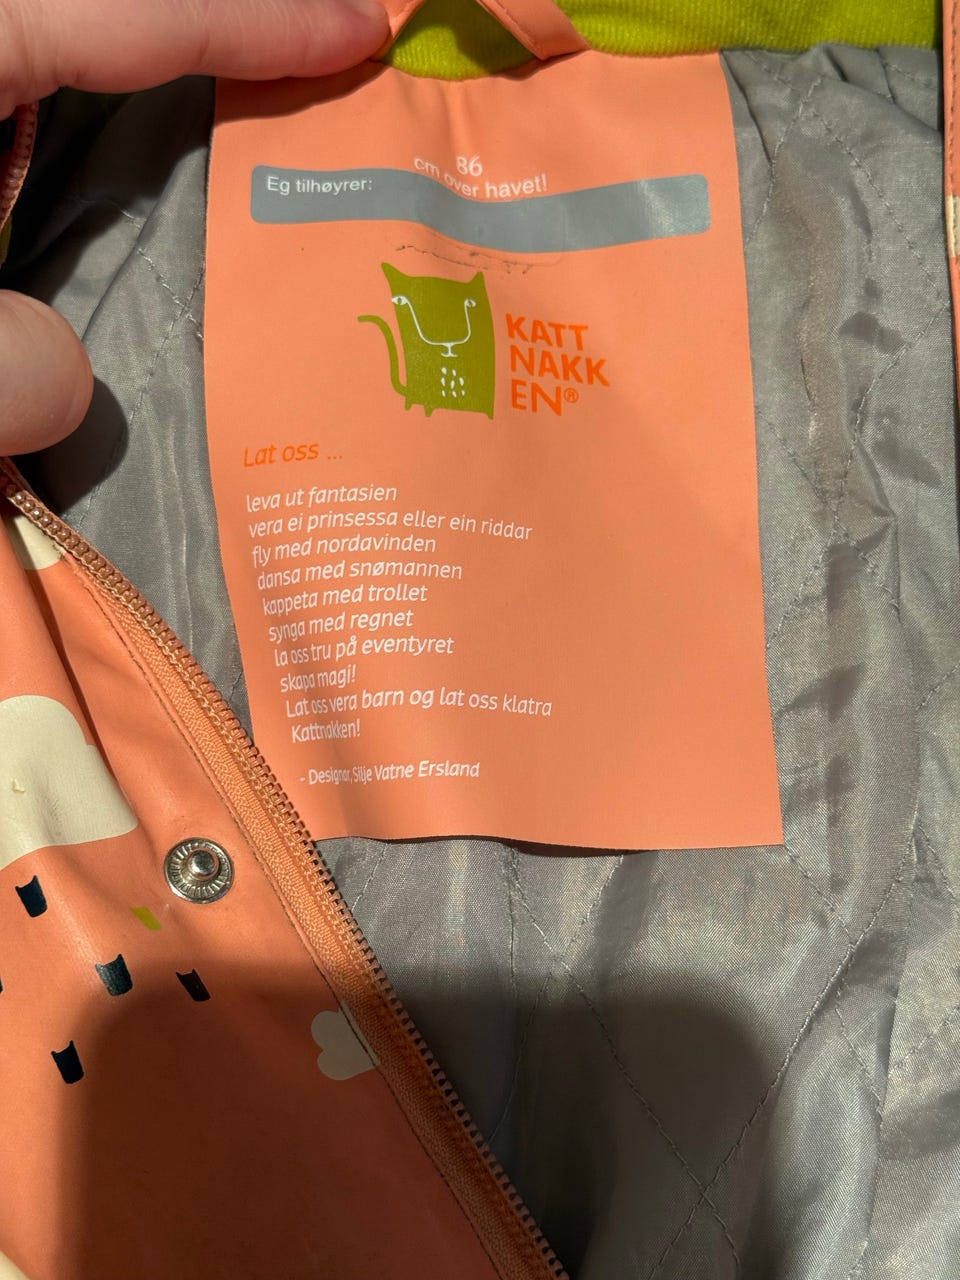 86
cm over havet!
Eg tilhøyrer:
KATT
NAKK
EN®
Lat oss ...
leva ut fantasien
vera ei prinsessa eller ein riddar
fly med nordavinden
dansa med snømannen
kappeta med trollet
synga med regnet
la oss tru på eventyret
skapa magi!
Lat oss vera barn og lat oss klatra
Kattnakken!
- Designar, Silje Vatne Ersland